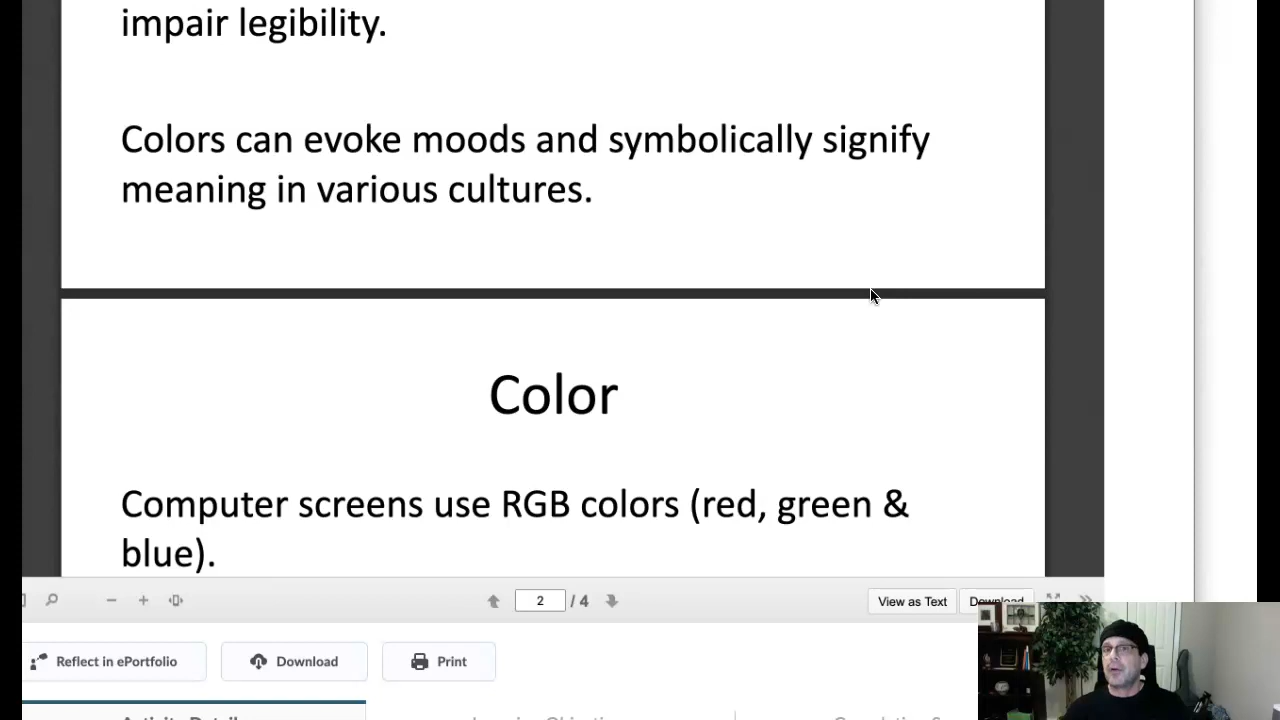 impair legibility.
Colors can evoke moods and symbolically signify
meaning in various cultures.
Color
Computer screens use RGB colors (red, green &
blue).
2 / 4
View as Text
Download
Reflect in ePortfolio
Download
Print